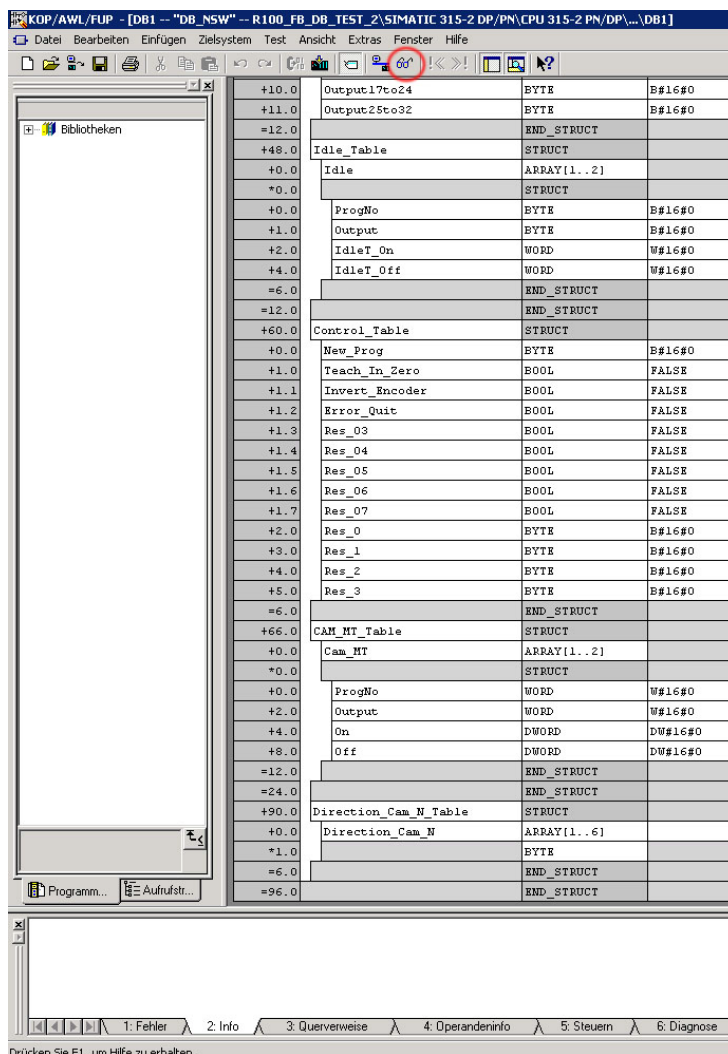 KOP/AWL/FUP - [DB1 -- "DB_NSW" -- R100_FB_DB_TEST_2\SIMATIC 315-2 DP/PN\CPU 315-2 PN/DP\...\DB1]
Datei Bearbeiten Einfügen Zielsystem Test Ansicht Extras Fenster Hilfe
Bibliotheken
+10.0 Output17to24 BYTE B#16#0
+11.0 Output25to32 BYTE B#16#0
=12.0 END_STRUCT
+48.0 Idle_Table STRUCT
+0.0 Idle ARRAY[1..2]
*0.0 STRUCT
+0.0 ProgNo BYTE B#16#0
+1.0 Output BYTE B#16#0
+2.0 IdleT_On WORD W#16#0
+4.0 IdleT_Off WORD W#16#0
=6.0 END_STRUCT
=12.0 END_STRUCT
+60.0 Control_Table STRUCT
+0.0 New_Prog BYTE B#16#0
+1.0 Teach_In_Zero BOOL FALSE
+1.1 Invert_Encoder BOOL FALSE
+1.2 Error_Quit BOOL FALSE
+1.3 Res_03 BOOL FALSE
+1.4 Res_04 BOOL FALSE
+1.5 Res_05 BOOL FALSE
+1.6 Res_06 BOOL FALSE
+1.7 Res_07 BOOL FALSE
+2.0 Res_0 BYTE B#16#0
+3.0 Res_1 BYTE B#16#0
+4.0 Res_2 BYTE B#16#0
+5.0 Res_3 BYTE B#16#0
=6.0 END_STRUCT
+66.0 CAM_MT_Table STRUCT
+0.0 Cam_MT ARRAY[1..2]
*0.0 STRUCT
+0.0 ProgNo WORD W#16#0
+2.0 Output WORD W#16#0
+4.0 On DWORD DW#16#0
+8.0 Off DWORD DW#16#0
=12.0 END_STRUCT
=24.0 END_STRUCT
+90.0 Direction_Cam_N_Table STRUCT
+0.0 Direction_Cam_N ARRAY[1..6]
*1.0 BYTE
=6.0 END_STRUCT
=96.0 END_STRUCT
Programm... Aufrufstr...
1: Fehler 2: Info 3: Querverweise 4: Operandeninfo 5: Steuern 6: Diagnose
Drücken Sie F1, um Hilfe zu erhalten